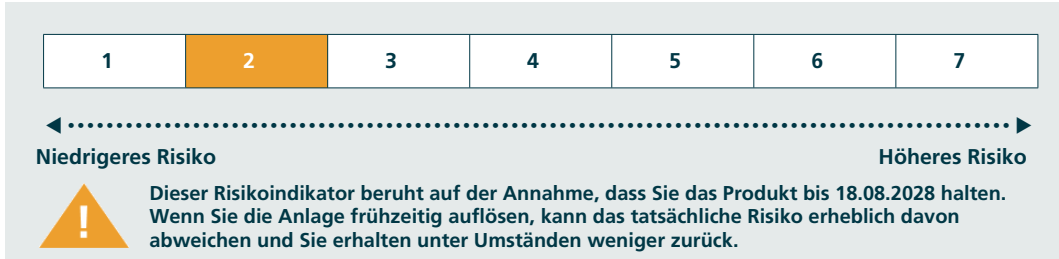 1 2 3 4 5 6 7
Niedrigeres Risiko Höheres Risiko
!
Dieser Risikoindikator beruht auf der Annahme, dass Sie das Produkt bis 18.08.2028 halten.
Wenn Sie die Anlage frühzeitig auflösen, kann das tatsächliche Risiko erheblich davon
abweichen und Sie erhalten unter Umständen weniger zurück.